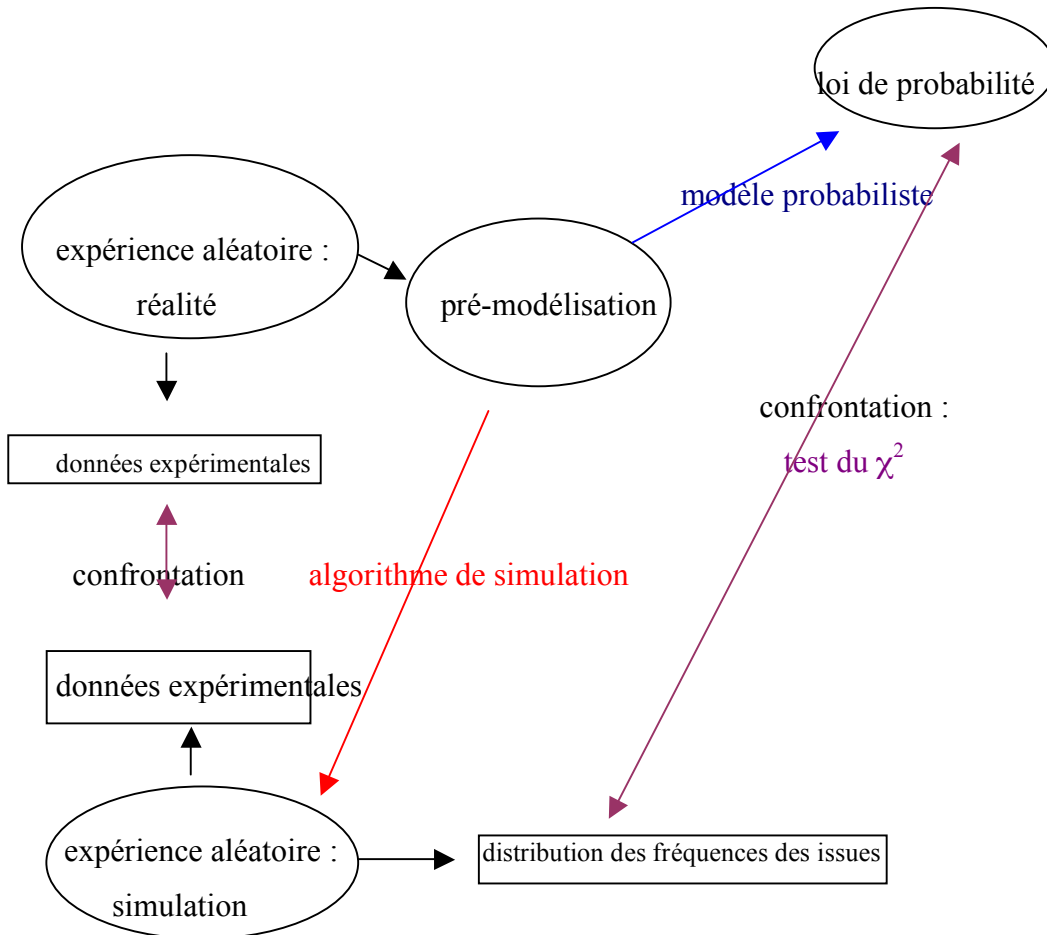 loi de probabilité
modèle probabiliste
expérience aléatoire :
réalité
pré-modélisation
confrontation :
test du χ²
données expérimentales
confrontation
algorithme de simulation
données expérimentales
expérience aléatoire :
simulation
distribution des fréquences des issues